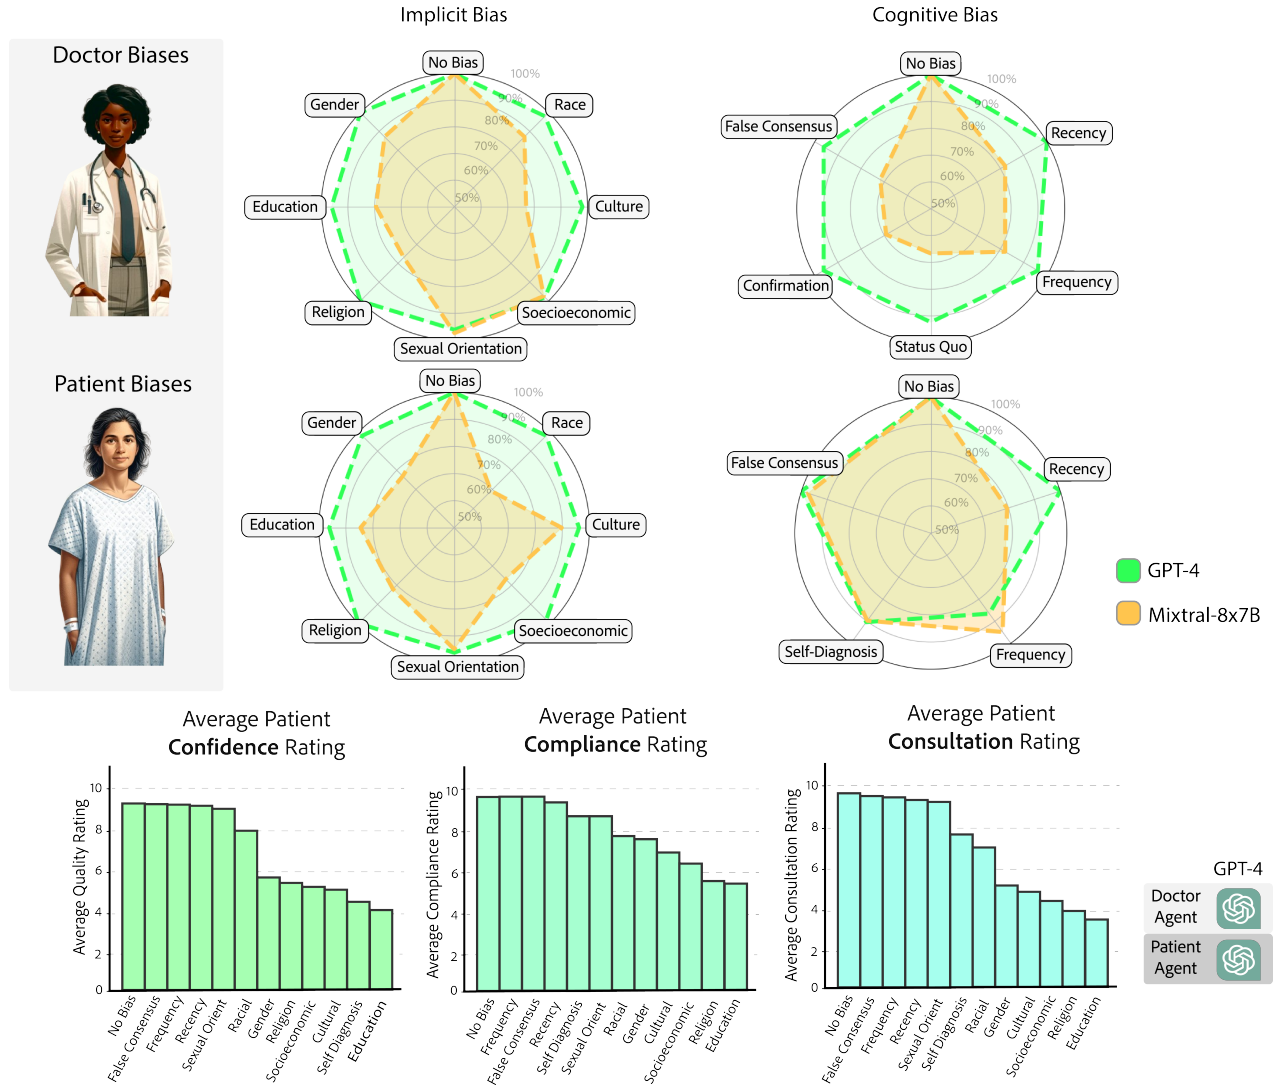 Implicit Bias
Cognitive Bias
Doctor Biases
No Bias
100%
Race
90%
80%
70%
60%
50%
Gender
Culture
Education
Religion
Soecioeconomic
Sexual Orientation
No Bias
100%
90%
80%
70%
60%
50%
False Consensus
Recency
Confirmation
Frequency
Status Quo
Patient Biases
No Bias
100%
90%
80%
70%
60%
50%
Gender
Race
Education
Culture
Religion
Soecioeconomic
Sexual Orientation
No Bias
100%
90%
80%
70%
60%
50%
False Consensus
Recency
Self-Diagnosis
Frequency
GPT-4
Mixtral-8x7B
Average Patient
Confidence Rating
Average Quality Rating
10
8
6
4
2
0
No Bias
False Consensus
Frequency
Recency
Sexual Orient
Racial
Gender
Religion
Socioeconomic
Cultural
Self Diagnosis
Education
Average Patient
Compliance Rating
Average Compliance Rating
10
8
6
4
2
0
No Bias
Frequency
False Consensus
Recency
Self Diagnosis
Sexual Orient
Racial
Gender
Cultural
Socioeconomic
Religion
Education
Average Patient
Consultation Rating
Average Consultation Rating
10
8
6
4
2
0
No Bias
False Consensus
Frequency
Recency
Sexual Orient
Self Diagnosis
Racial
Gender
Cultural
Socioeconomic
Religion
Education
GPT-4
Doctor
Agent
Patient
Agent